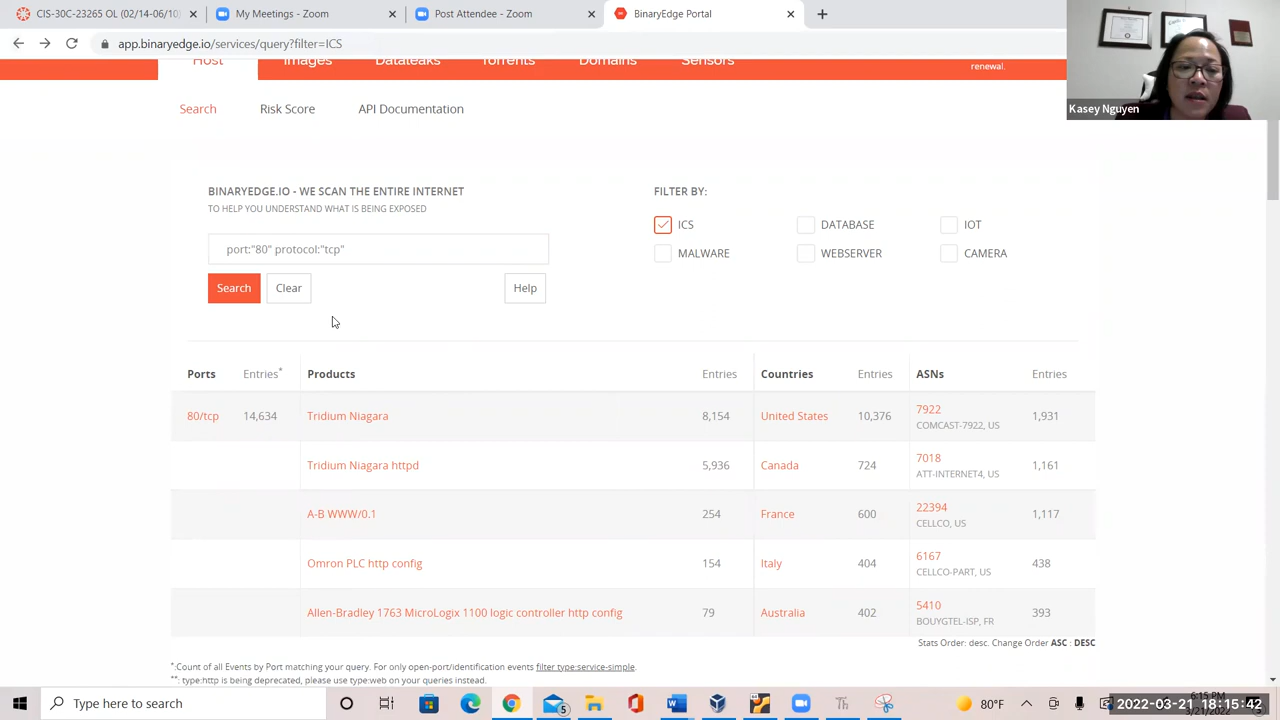 CIS-30C-23265 OL (02/14-06/10)
My Meetings - Zoom
Post Attendee - Zoom
BinaryEdge Portal
app.binaryedge.io/services/query?filter=ICS
Host Images Dataleaks Torrents Domains Sensors
renewal.
Kasey Nguyen
Search Risk Score API Documentation
BINARYEDGE.IO - WE SCAN THE ENTIRE INTERNET
TO HELP YOU UNDERSTAND WHAT IS BEING EXPOSED
port:"80" protocol:"tcp"
Search Clear Help
FILTER BY:
ICS DATABASE IOT
MALWARE WEBSERVER CAMERA
Ports Entries* Products Entries Countries Entries ASNs Entries
80/tcp 14,634 Tridium Niagara 8,154 United States 10,376 7922 1,931
COMCAST-7922, US
Tridium Niagara httpd 5,936 Canada 724 7018 1,161
ATT-INTERNET4, US
A-B WWW/0.1 254 France 600 22394 1,117
CELLCO, US
Omron PLC http config 154 Italy 404 6167 438
CELLCO-PART, US
Allen-Bradley 1763 MicroLogix 1100 logic controller http config 79 Australia 402 5410 393
BOUYGTEL-ISP, FR
Stats Order: desc. Change Order ASC : DESC
*:Count of all Events by Port matching your query. For only open-port/identification events filter type:service-simple.
**: type:http is being deprecated, please use type:web on your queries instead.
Type here to search
5
80°F
6:15 PM
2022-03-21 18:15:42
3/21/2022